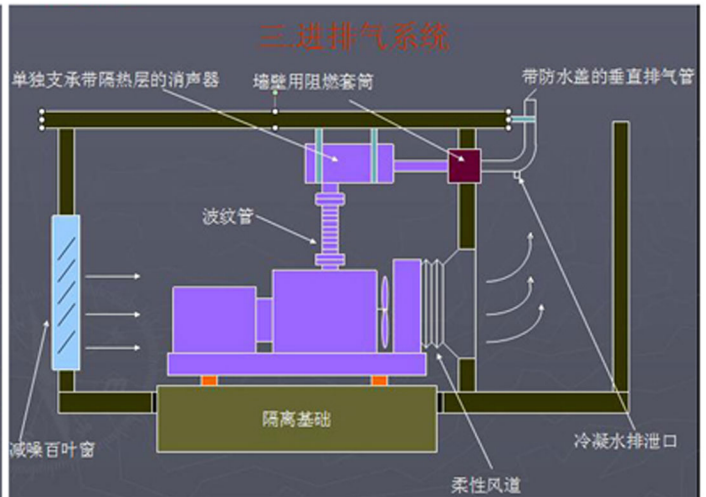 三.进排气系统
单独支承带隔热层的消声器
墙壁用阻燃套筒
带防水盖的垂直排气管
波纹管
隔离基础
减噪百叶窗
冷凝水排泄口
柔性风道